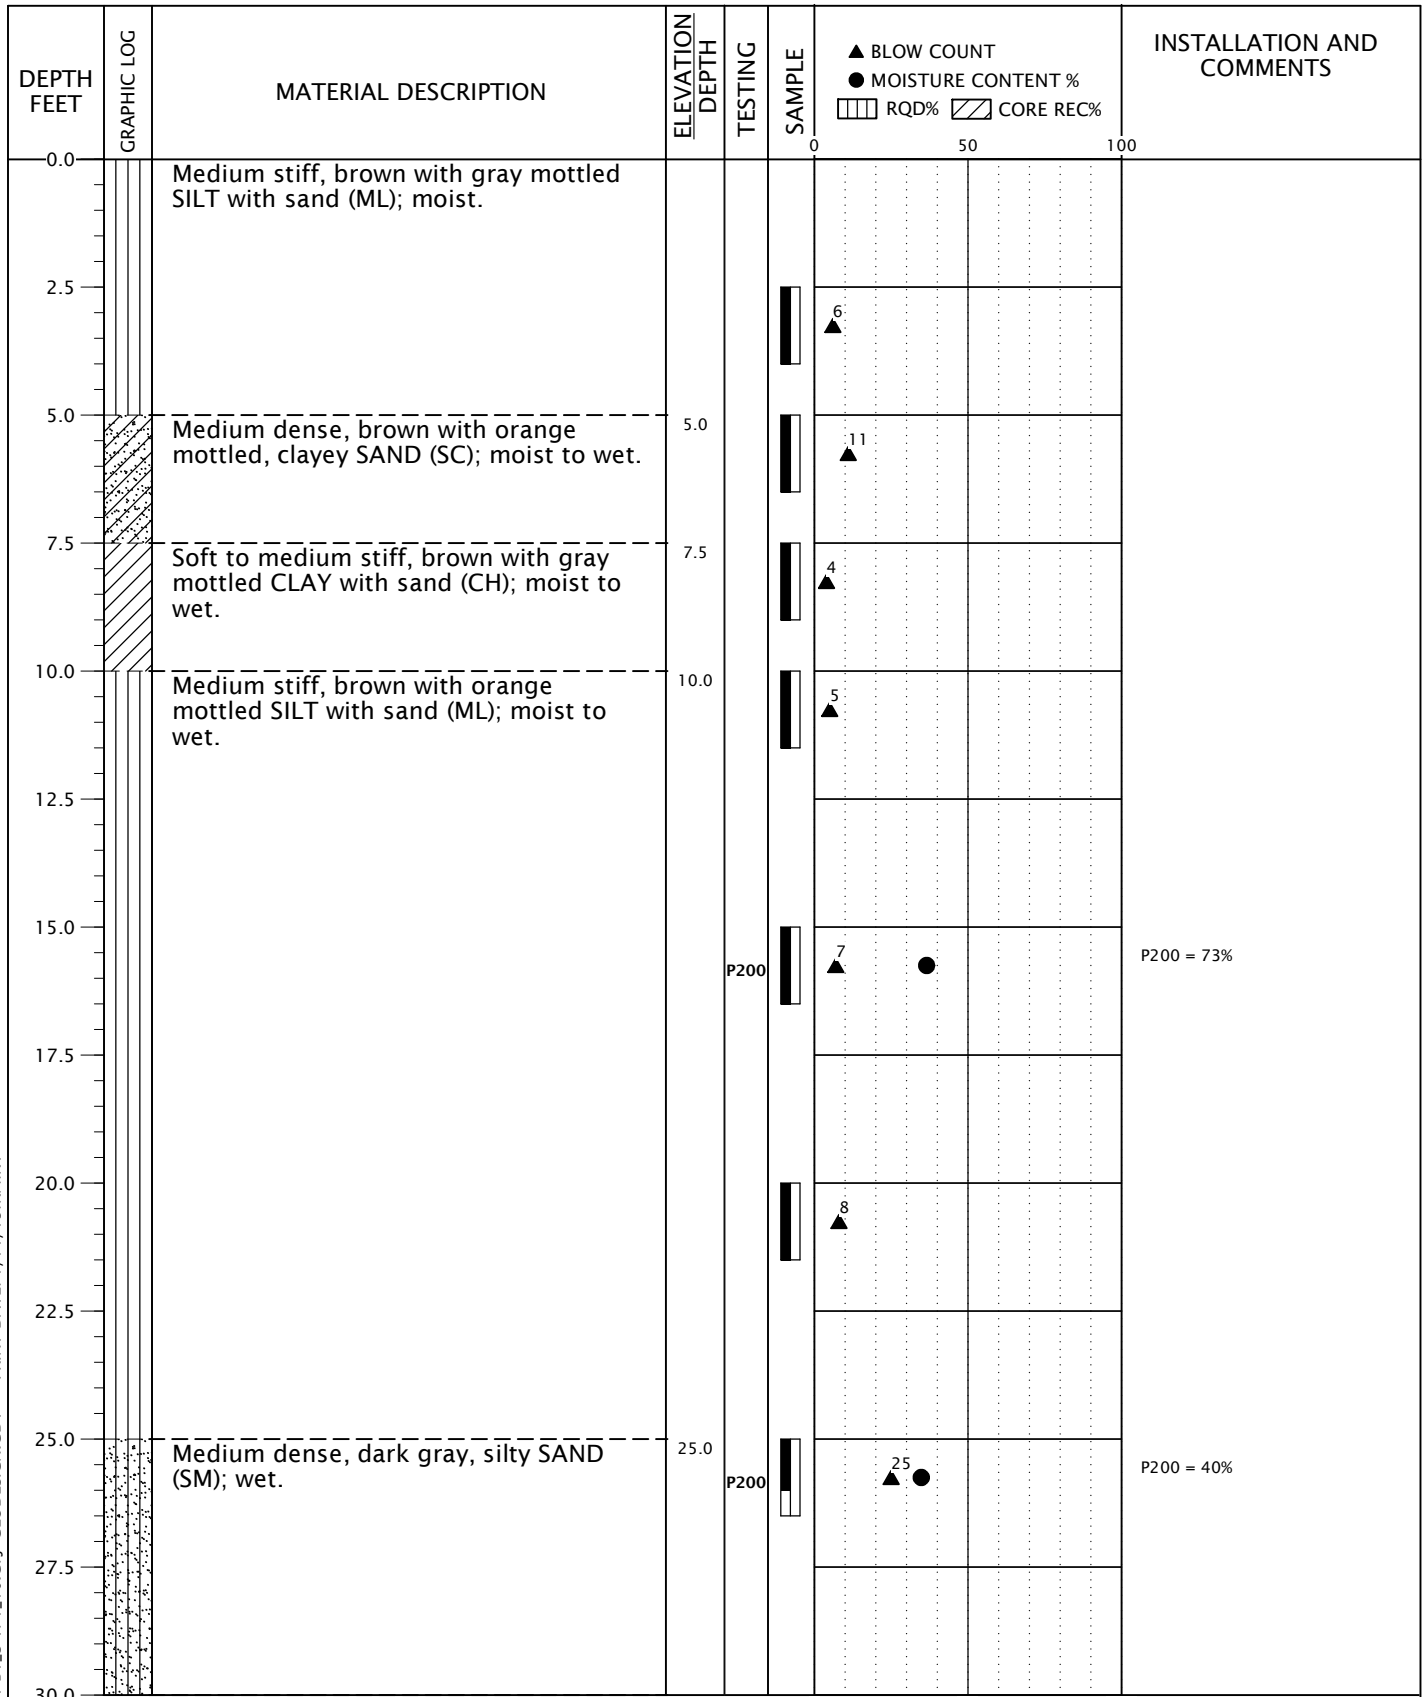 DEPTH
FEET
GRAPHIC LOG
MATERIAL DESCRIPTION
ELEVATION
DEPTH
TESTING
SAMPLE
▲ BLOW COUNT
● MOISTURE CONTENT %
RQD% CORE REC%
INSTALLATION AND
COMMENTS
0 50 100
0.0
Medium stiff, brown with gray mottled
SILT with sand (ML); moist.
2.5
6
5.0
Medium dense, brown with orange
mottled, clayey SAND (SC); moist to wet.
5.0
11
7.5
Soft to medium stiff, brown with gray
mottled CLAY with sand (CH); moist to
wet.
7.5
4
10.0
Medium stiff, brown with orange
mottled SILT with sand (ML); moist to
wet.
10.0
5
12.5
15.0
P200
7
P200 = 73%
17.5
20.0
8
22.5
25.0
Medium dense, dark gray, silty SAND
(SM); wet.
25.0
P200
25
P200 = 40%
27.5
30.0